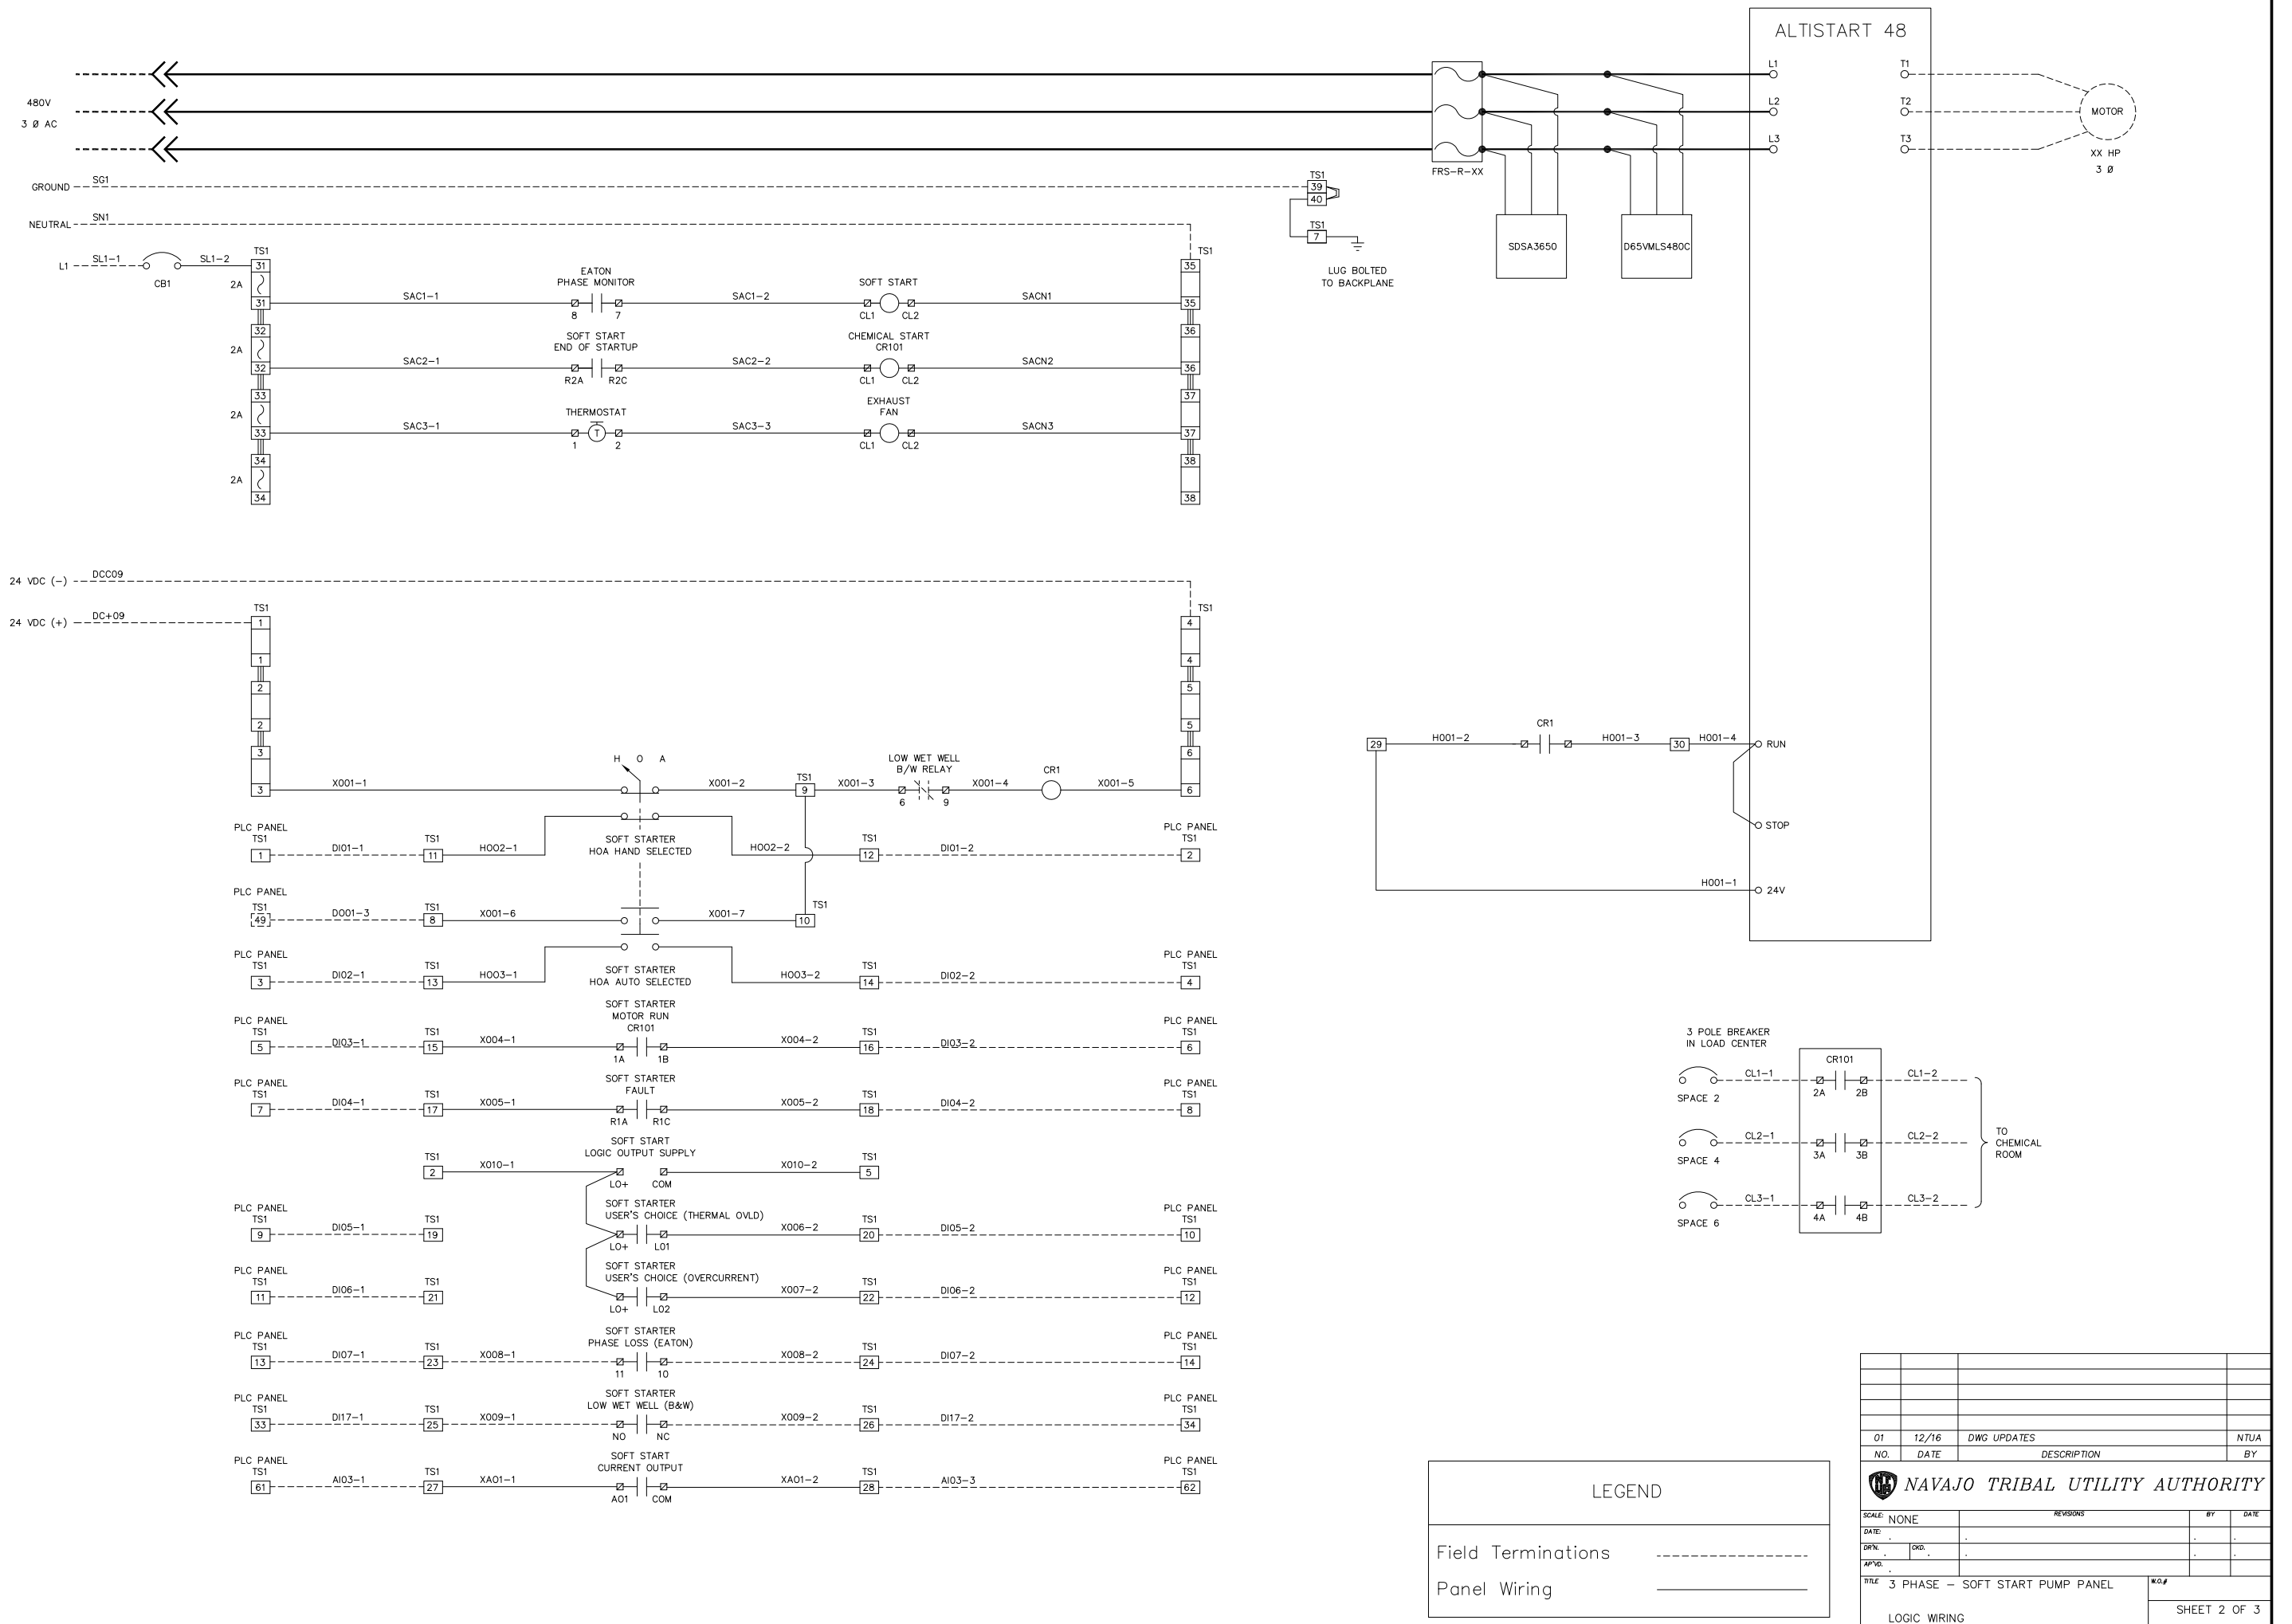 ALTISTART 48
480V
3 Ø AC
L1
L2
L3
T1
T2
T3
MOTOR
XX HP
3 Ø
FRS-R-XX
SDSA3650
D65VMLS480C
GROUND SG1
TS1
39
40
TS1
7
LUG BOLTED
TO BACKPLANE
NEUTRAL SN1
L1 SL1-1 SL1-2
CB1
TS1
31
2A
31
32
2A
32
33
2A
33
34
2A
34
TS1
35
35
36
36
37
37
38
38
EATON
PHASE MONITOR
SOFT START
SAC1-1 SAC1-2 SACN1
8 7 CL1 CL2
SOFT START
END OF STARTUP
CHEMICAL START
CR101
SAC2-1 SAC2-2 SACN2
R2A R2C CL1 CL2
THERMOSTAT
EXHAUST
FAN
SAC3-1 T SAC3-3 SACN3
1 2 CL1 CL2
24 VDC (-) DCC09
24 VDC (+) DC+09
TS1
1
1
2
2
3
3
TS1
4
4
5
5
6
6
H O A
LOW WET WELL
B/W RELAY
CR1
X001-1 X001-2 TS1 9 X001-3 X001-4 X001-5
6 9
PLC PANEL
TS1 TS1
SOFT STARTER
HOA HAND SELECTED
TS1
PLC PANEL
TS1
1 DI01-1 11 H002-1 H002-2 12 DI01-2 2
PLC PANEL
TS1 TS1 TS1
49 D001-3 8 X001-6 X001-7 10
PLC PANEL
TS1 TS1
SOFT STARTER
HOA AUTO SELECTED
TS1
PLC PANEL
TS1
3 DI02-1 13 H003-1 H003-2 14 DI02-2 4
PLC PANEL
TS1 TS1
SOFT STARTER
MOTOR RUN
CR101
TS1
PLC PANEL
TS1
5 DI03-1 15 X004-1 X004-2 16 DI03-2 6
1A 1B
PLC PANEL
TS1 TS1
SOFT STARTER
FAULT
TS1
PLC PANEL
TS1
7 DI04-1 17 X005-1 X005-2 18 DI04-2 8
R1A R1C
SOFT START
LOGIC OUTPUT SUPPLY
TS1 TS1
2 X010-1 X010-2 5
LO+ COM
PLC PANEL
TS1 TS1
SOFT STARTER
USER'S CHOICE (THERMAL OVLD)
TS1
PLC PANEL
TS1
9 DI05-1 19 X006-2 20 DI05-2 10
LO+ LO1
PLC PANEL
TS1 TS1
SOFT STARTER
USER'S CHOICE (OVERCURRENT)
TS1
PLC PANEL
TS1
11 DI06-1 21 X007-2 22 DI06-2 12
LO+ LO2
PLC PANEL
TS1 TS1
SOFT STARTER
PHASE LOSS (EATON)
TS1
PLC PANEL
TS1
13 DI07-1 23 X008-1 X008-2 24 DI07-2 14
11 10
PLC PANEL
TS1 TS1
SOFT STARTER
LOW WET WELL (B&W)
TS1
PLC PANEL
TS1
33 DI17-1 25 X009-1 X009-2 26 DI17-2 34
NO NC
PLC PANEL
TS1 TS1
SOFT START
CURRENT OUTPUT
TS1
PLC PANEL
TS1
61 AI03-1 27 XA01-1 XA01-2 28 AI03-3 62
AO1 COM
CR1
29 H001-2 H001-3 30 H001-4 RUN
STOP
H001-1 24V
3 POLE BREAKER
IN LOAD CENTER
CR101
CL1-1 CL1-2
SPACE 2 2A 2B
CL2-1 CL2-2
SPACE 4 3A 3B
CL3-1 CL3-2
SPACE 6 4A 4B
TO
CHEMICAL
ROOM
LEGEND
Field Terminations
Panel Wiring
01 12/16 DWG UPDATES NTUA
NO. DATE DESCRIPTION BY
NAVAJO TRIBAL UTILITY AUTHORITY
SCALE: NONE REVISIONS BY DATE
DATE:
DR'N. CKD.
AP'VD.
TITLE 3 PHASE - SOFT START PUMP PANEL W.O.#
LOGIC WIRING
SHEET 2 OF 3